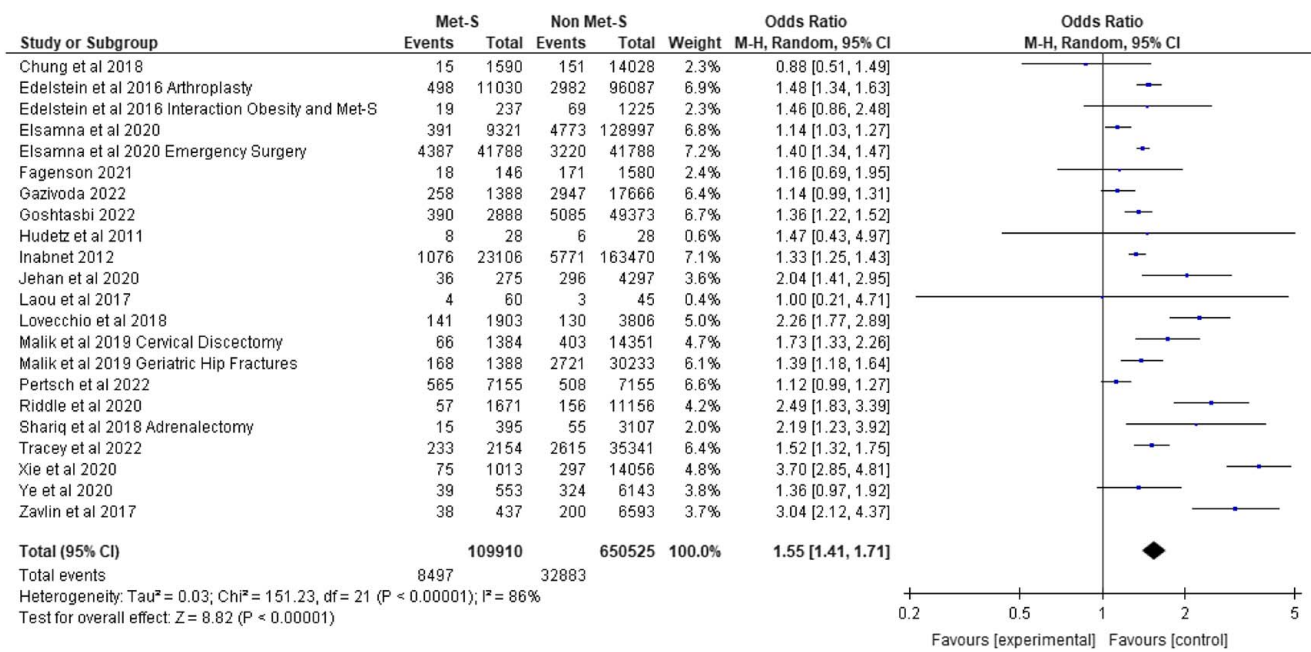 Met-S Non Met-S Odds Ratio Odds Ratio
Study or Subgroup Events Total Events Total Weight M-H, Random, 95% CI M-H, Random, 95% CI
Chung et al 2018 15 1590 151 14028 2.3% 0.88 [0.51, 1.49]
Edelstein et al 2016 Arthroplasty 498 11030 2982 96087 6.9% 1.48 [1.34, 1.63]
Edelstein et al 2016 Interaction Obesity and Met-S 19 237 69 1225 2.3% 1.46 [0.86, 2.48]
Elsamna et al 2020 391 9321 4773 128997 6.8% 1.14 [1.03, 1.27]
Elsamna et al 2020 Emergency Surgery 4387 41788 3220 41788 7.2% 1.40 [1.34, 1.47]
Fagenson 2021 18 146 171 1580 2.4% 1.16 [0.69, 1.95]
Gazivoda 2022 258 1388 2947 17666 6.4% 1.14 [0.99, 1.31]
Goshtasbi 2022 390 2888 5085 49373 6.7% 1.36 [1.22, 1.52]
Hudetz et al 2011 8 28 6 28 0.6% 1.47 [0.43, 4.97]
Inabnet 2012 1076 23106 5771 163470 7.1% 1.33 [1.25, 1.43]
Jehan et al 2020 36 275 296 4297 3.6% 2.04 [1.41, 2.95]
Laou et al 2017 4 60 3 45 0.4% 1.00 [0.21, 4.71]
Lovecchio et al 2018 141 1903 130 3806 5.0% 2.26 [1.77, 2.89]
Malik et al 2019 Cervical Discectomy 66 1384 403 14351 4.7% 1.73 [1.33, 2.26]
Malik et al 2019 Geriatric Hip Fractures 168 1388 2721 30233 6.1% 1.39 [1.18, 1.64]
Pertsch et al 2022 565 7155 508 7155 6.6% 1.12 [0.99, 1.27]
Riddle et al 2020 57 1671 156 11156 4.2% 2.49 [1.83, 3.39]
Shariq et al 2018 Adrenalectomy 15 395 55 3107 2.0% 2.19 [1.23, 3.92]
Tracey et al 2022 233 2154 2615 35341 6.4% 1.52 [1.32, 1.75]
Xie et al 2020 75 1013 297 14056 4.8% 3.70 [2.85, 4.81]
Ye et al 2020 39 553 324 6143 3.8% 1.36 [0.97, 1.92]
Zavlin et al 2017 38 437 200 6593 3.7% 3.04 [2.12, 4.37]
Total (95% CI) 109910 650525 100.0% 1.55 [1.41, 1.71]
Total events 8497 32883
Heterogeneity: Tau² = 0.03; Chi² = 151.23, df = 21 (P < 0.00001); I² = 86%
Test for overall effect: Z = 8.82 (P < 0.00001)
0.2 0.5 1 2 5
Favours [experimental] Favours [control]